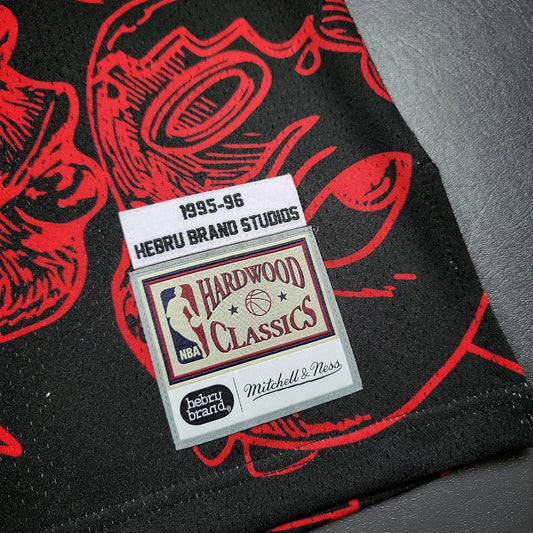 1995-96
HEBRU BRAND STUDIOS
HARDWOOD
CLASSICS
NBA
hebru
brand®
Mitchell & Ness